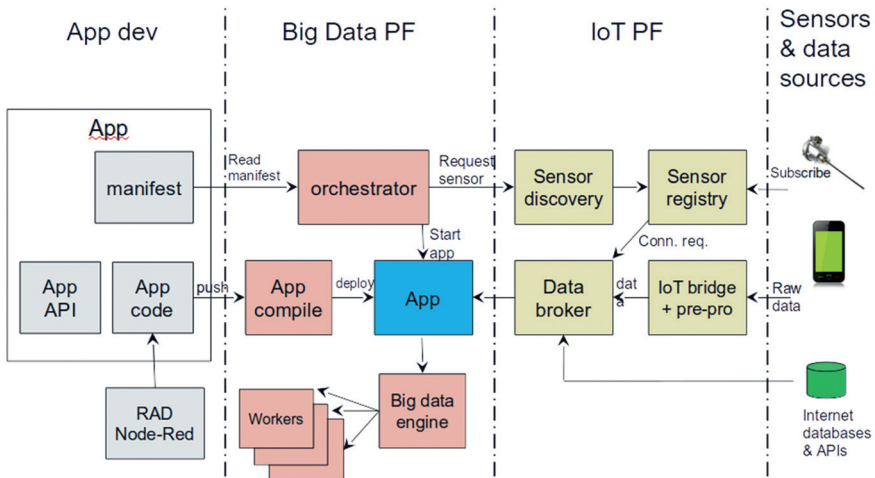 App dev
Big Data PF
IoT PF
Sensors
& data
sources
App
manifest
Read
manifest
orchestrator
Request
sensor
Sensor
discovery
Sensor
registry
Subscribe
Start
app
Conn. req.
App
API
App
code
push
App
compile
deploy
App
Data
broker
dat
a
IoT bridge
+ pre-pro
Raw
data
RAD
Node-Red
Workers
Big data
engine
Internet
databases
& APIs